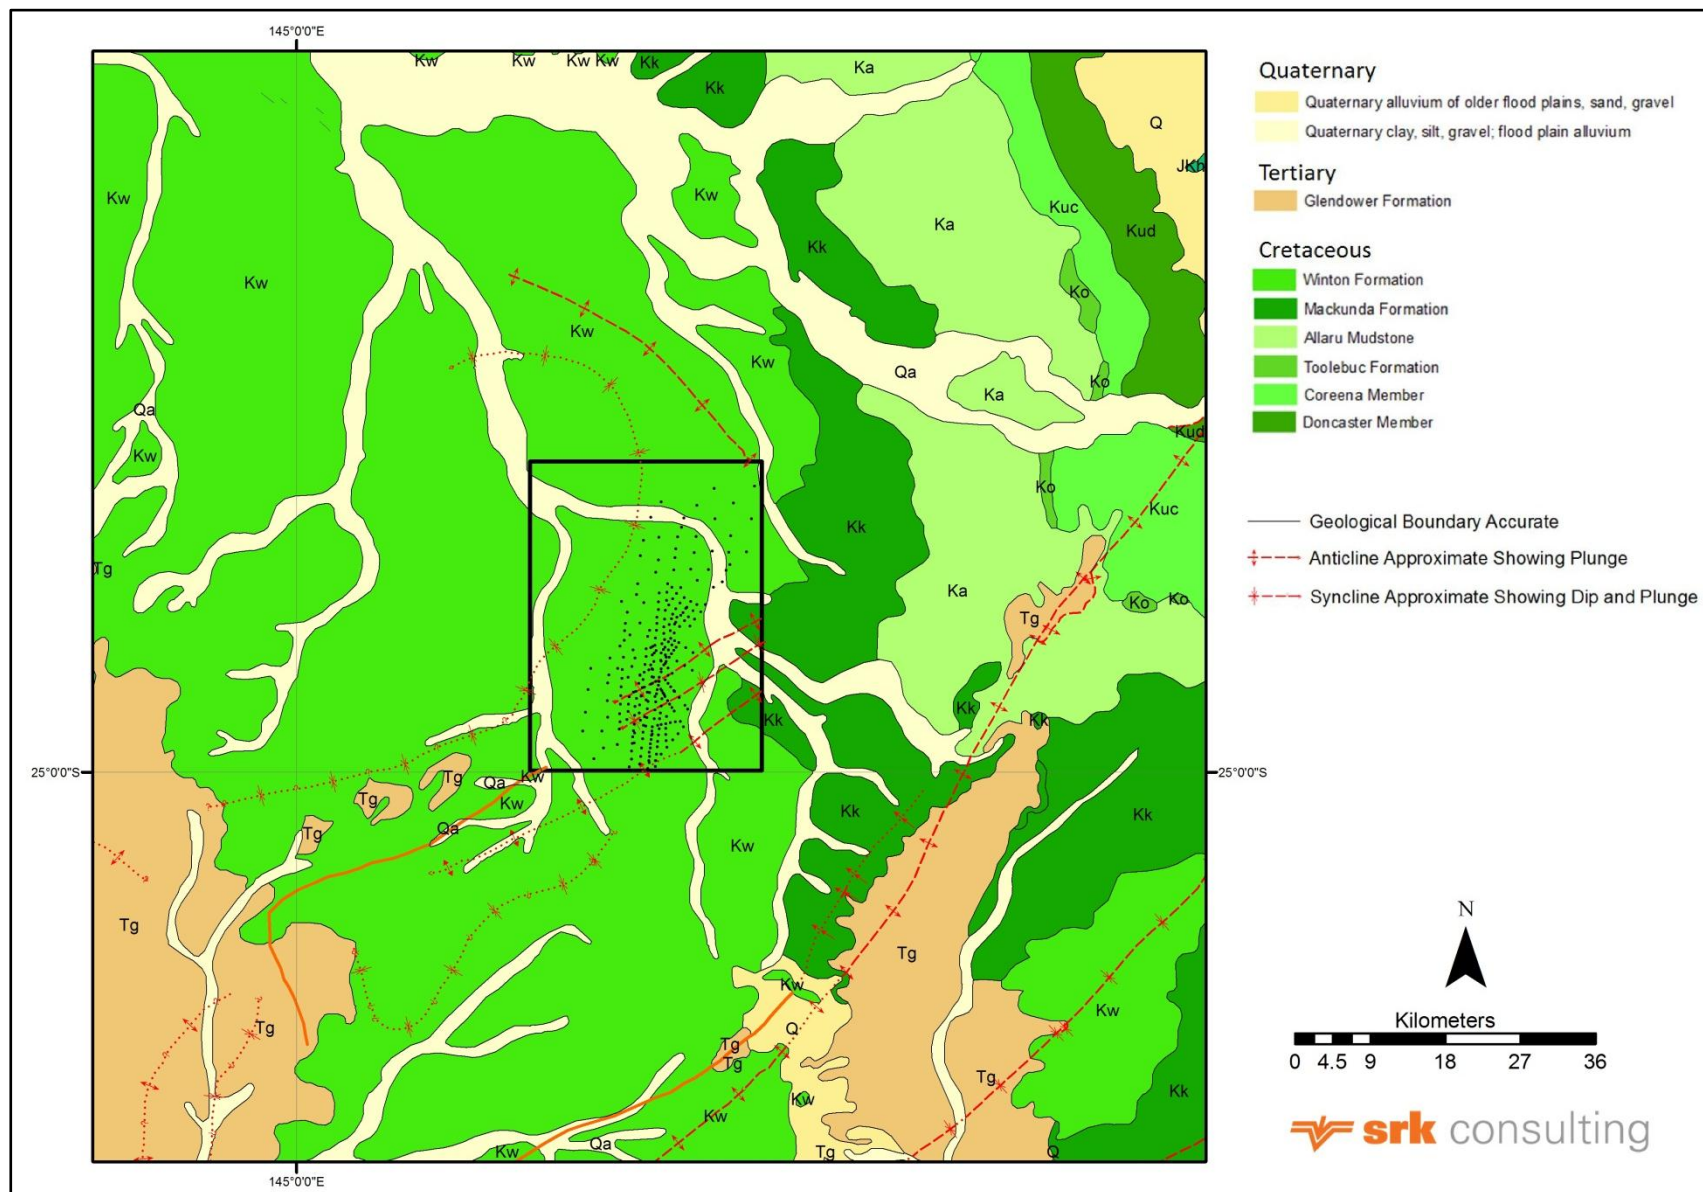 145°0'0"E
Kw
Kw
Kw
Kw
Kk
Kk
Ka
Q
JKh
Kw
Kw
Kw
Kk
Ka
Kuc
Kud
Ko
Kw
Kw
Qa
Ka
Ko
Qa
Kw
Kud
Ko
Kuc
Kk
Tg
Ka
Tg
Ko
Ko
Kk
Kk
Kk
25°0'0"S
25°0'0"S
Tg
Tg
Qa
Kw
Kw
Qa
Tg
Kw
Kk
Kk
Tg
Tg
Tg
Kw
Q
Tg
Tg
Kw
Kw
Kw
Tg
Kk
Kw
Qa
Tg
Q
145°0'0"E
Quaternary
Quaternary alluvium of older flood plains, sand, gravel
Quaternary clay, silt, gravel; flood plain alluvium
Tertiary
Glendower Formation
Cretaceous
Winton Formation
Mackunda Formation
Allaru Mudstone
Toolebuc Formation
Coreena Member
Doncaster Member
Geological Boundary Accurate
Anticline Approximate Showing Plunge
Syncline Approximate Showing Dip and Plunge
N
Kilometers
0 4.5 9 18 27 36
srk consulting